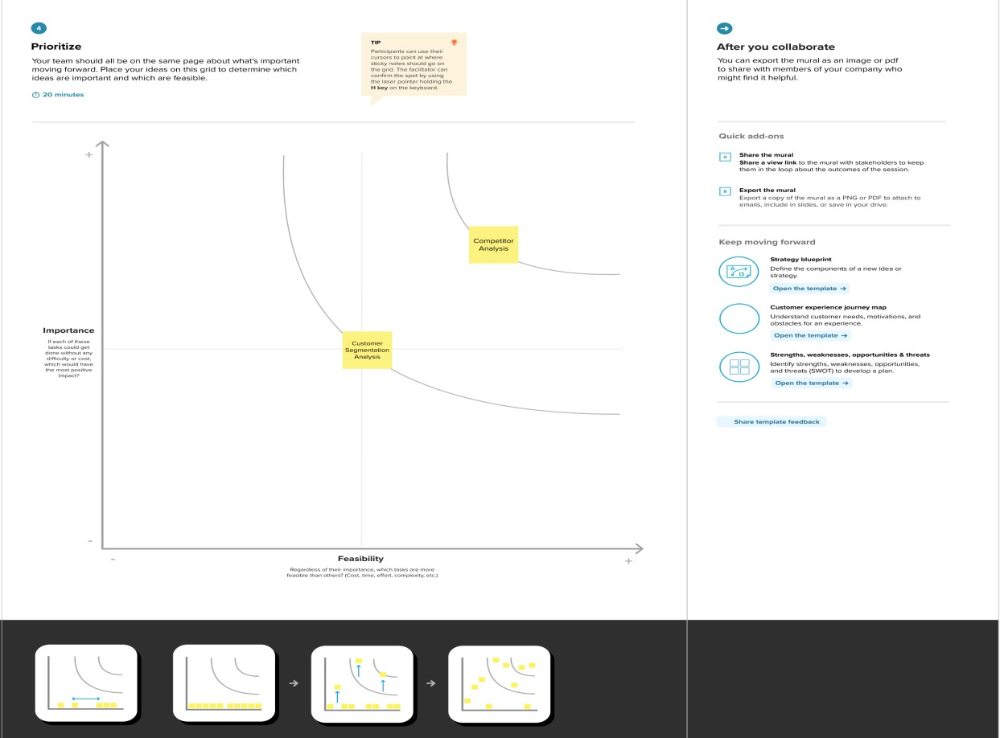 4
Prioritize
Your team should all be on the same page about what's important
moving forward. Place your ideas on this grid to determine which
ideas are important and which are feasible.
20 minutes
TIP
Participants can use their
cursors to point at where
sticky notes should go on
the grid. The facilitator can
confirm the spot by using
the laser pointer holding the
H key on the keyboard.
+
Competitor
Analysis
Customer
Segmentation
Analysis
Importance
If each of these
tasks could get
done without any
difficulty or cost,
which would have
the most positive
impact?
-
-
Feasibility
+
Regardless of their importance, which tasks are more
feasible than others? (Cost, time, effort, complexity, etc.)
After you collaborate
You can export the mural as an image or pdf
to share with members of your company who
might find it helpful.
Quick add-ons
A
Share the mural
Share a view link to the mural with stakeholders to keep
them in the loop about the outcomes of the session.
B
Export the mural
Export a copy of the mural as a PNG or PDF to attach to
emails, include in slides, or save in your drive.
Keep moving forward
Strategy blueprint
Define the components of a new idea or
strategy.
Open the template →
Customer experience journey map
Understand customer needs, motivations, and
obstacles for an experience.
Open the template →
Strengths, weaknesses, opportunities & threats
Identify strengths, weaknesses, opportunities,
and threats (SWOT) to develop a plan.
Open the template →
Share template feedback